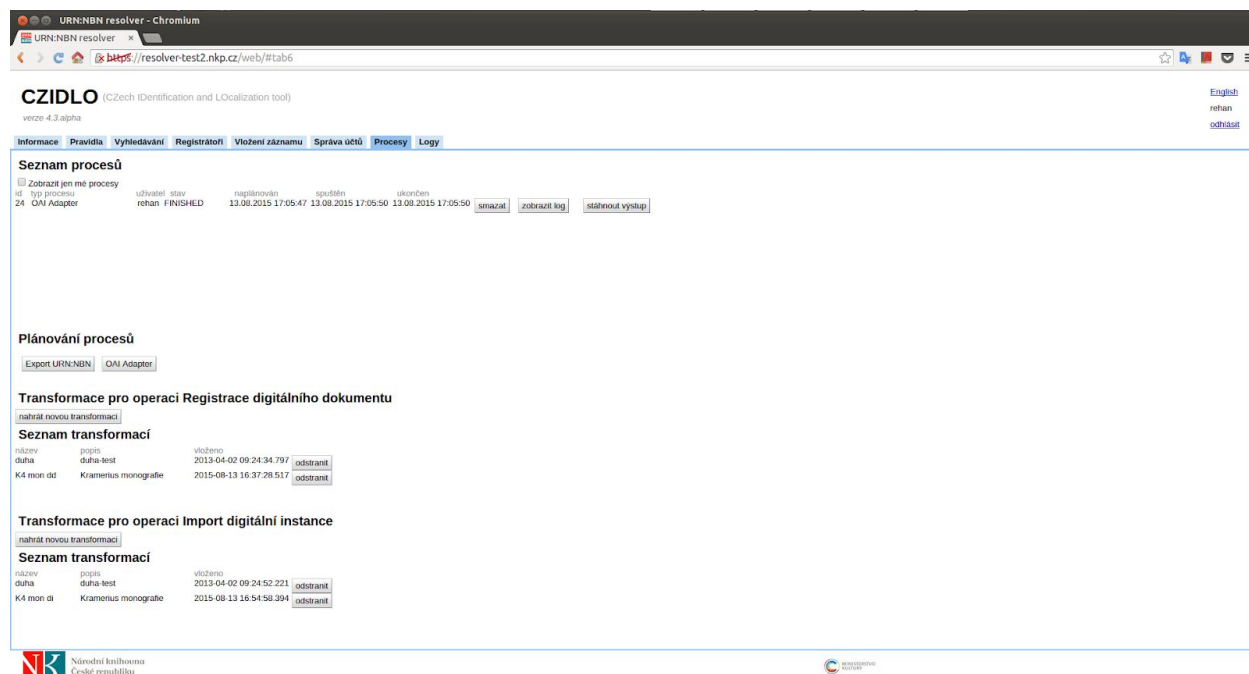 URN:NBN resolver - Chromium
URN:NBN resolver ×
https://resolver-test2.nkp.cz/web/#tab6
CZIDLO (CZech IDentification and LOcalization tool)
English
verze 4.3.alpha
rehan
odhlásit
Informace Pravidla Vyhledávání Registrátoři Vložení záznamu Správa účtů Procesy Logy
Seznam procesů
Zobrazit jen mé procesy
id typ procesu uživatel stav naplánován spuštěn ukončen
24 OAI Adapter rehan FINISHED 13.08.2015 17:05:47 13.08.2015 17:05:50 13.08.2015 17:05:50 smazat zobrazit log stáhnout výstup
Plánování procesů
Export URN:NBN OAI Adapter
Transformace pro operaci Registrace digitálního dokumentu
nahrát novou transformaci
Seznam transformací
název popis vloženo
duha duha-test 2013-04-02 09:24:34.797 odstranit
K4 mon dd Kramerius monografie 2015-08-13 16:37:28.517 odstranit
Transformace pro operaci Import digitální instance
nahrát novou transformaci
Seznam transformací
název popis vloženo
duha duha-test 2013-04-02 09:24:52.221 odstranit
K4 mon di Kramerius monografie 2015-08-13 16:54:58.394 odstranit
NK Národní knihovna
České republiky
MINISTERSTVO
KULTURY